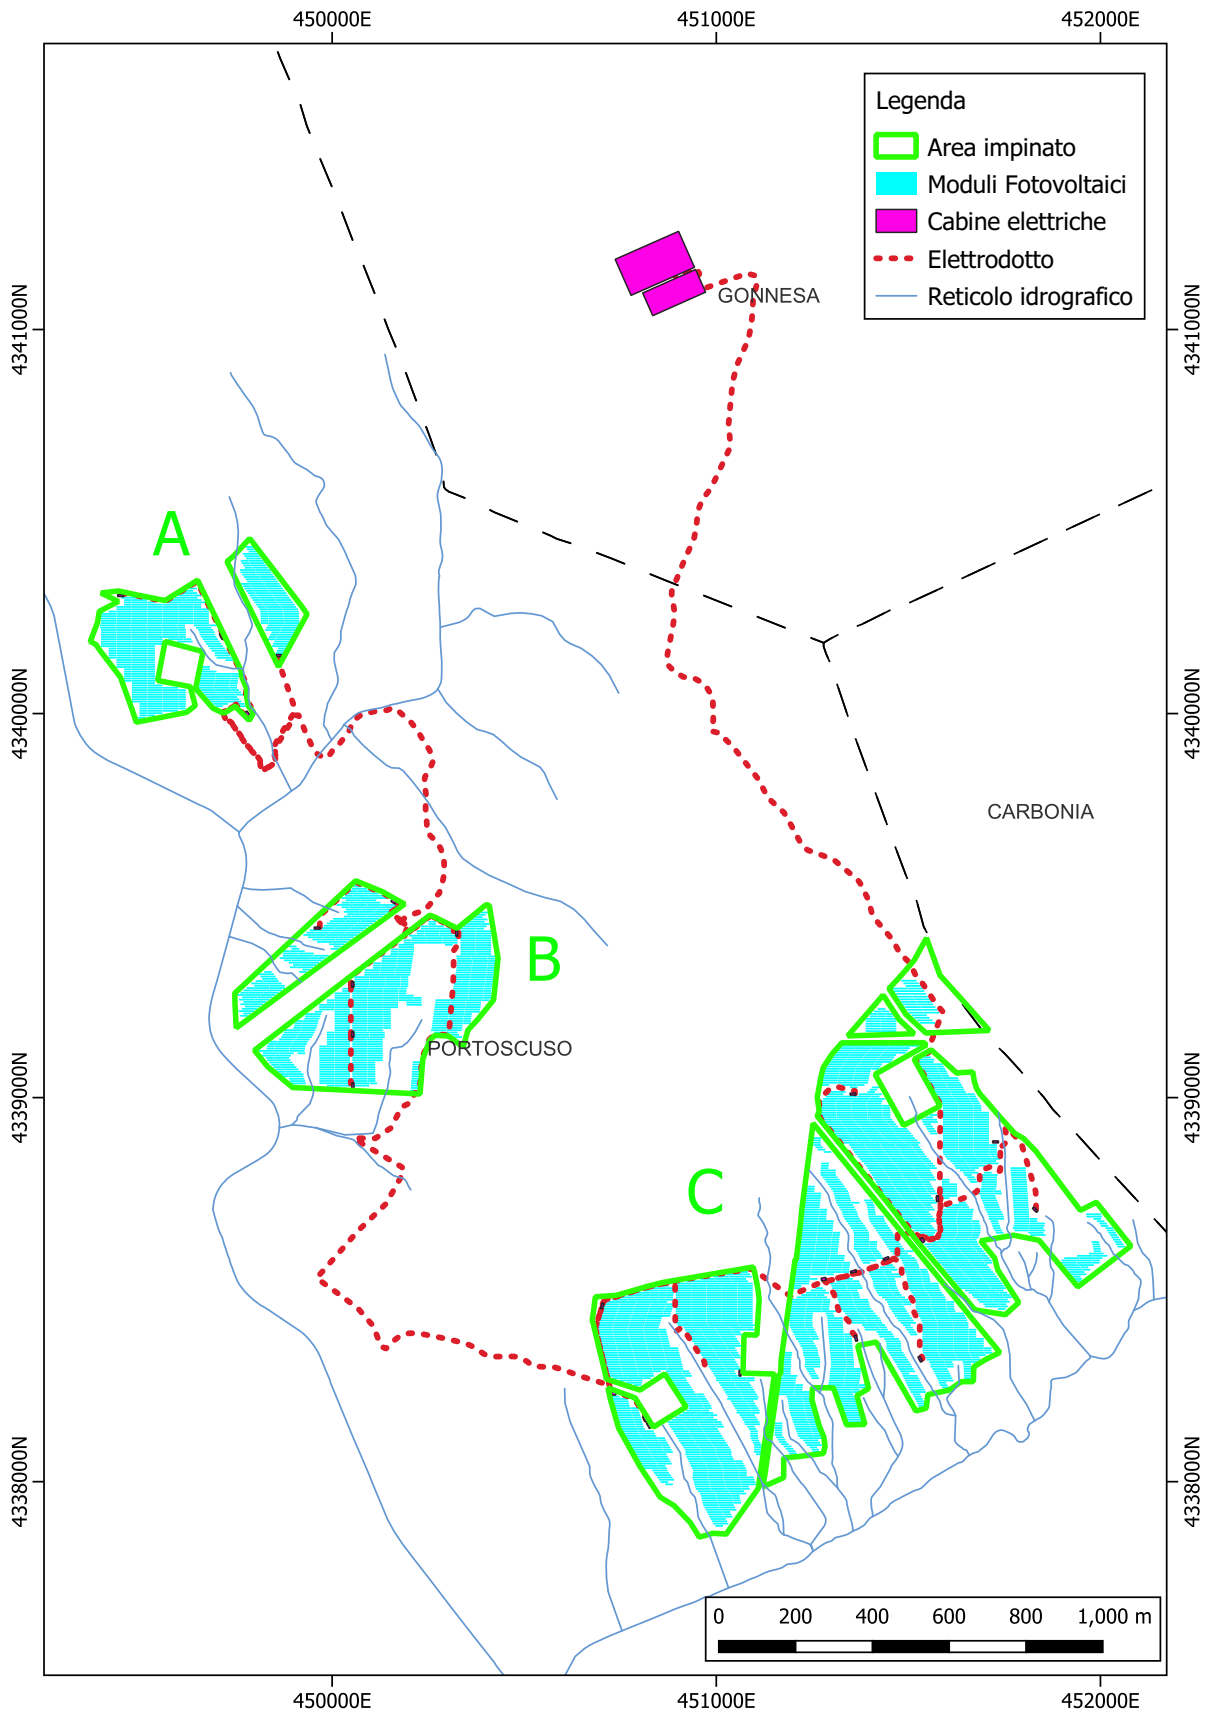 450000E 451000E 452000E
Legenda
Area impinato
Moduli Fotovoltaici
Cabine elettriche
Elettrodotto
Reticolo idrografico
GONNESA
4341000N 4341000N
A
4340000N 4340000N
CARBONIA
B
PORTOSCUSO
4339000N 4339000N
C
4338000N 4338000N
0 200 400 600 800 1,000 m
450000E 451000E 452000E